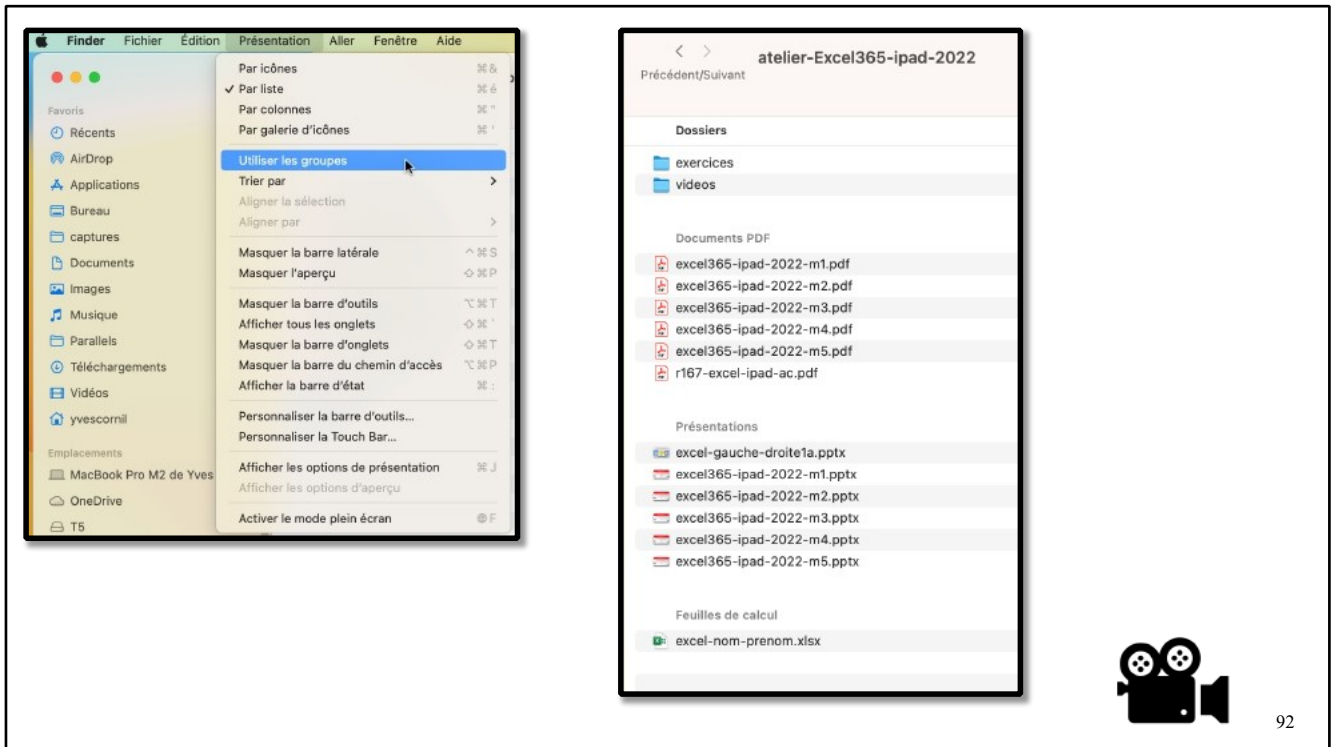 Finder Fichier Édition Présentation Aller Fenêtre Aide
Favoris
Récents
AirDrop
Applications
Bureau
captures
Documents
Images
Musique
Parallels
Téléchargements
Vidéos
yvescornil
Emplacements
MacBook Pro M2 de Yves
OneDrive
T5
Par icônes ⌘&
✓ Par liste ⌘é
Par colonnes ⌘"
Par galerie d'icônes ⌘'
Utiliser les groupes
Trier par >
Aligner la sélection
Aligner par >
Masquer la barre latérale ^⌘S
Masquer l'aperçu ⇧⌘P
Masquer la barre d'outils ⌥⌘T
Afficher tous les onglets ⇧⌘`
Masquer la barre d'onglets ⇧⌘T
Masquer la barre du chemin d'accès ⌥⌘P
Afficher la barre d'état ⌘:
Personnaliser la barre d'outils...
Personnaliser la Touch Bar...
Afficher les options de présentation ⌘J
Afficher les options d'aperçu
Activer le mode plein écran 🌐F
< > atelier-Excel365-ipad-2022
Précédent/Suivant
Dossiers
exercices
videos
Documents PDF
excel365-ipad-2022-m1.pdf
excel365-ipad-2022-m2.pdf
excel365-ipad-2022-m3.pdf
excel365-ipad-2022-m4.pdf
excel365-ipad-2022-m5.pdf
r167-excel-ipad-ac.pdf
Présentations
excel-gauche-droite1a.pptx
excel365-ipad-2022-m1.pptx
excel365-ipad-2022-m2.pptx
excel365-ipad-2022-m3.pptx
excel365-ipad-2022-m4.pptx
excel365-ipad-2022-m5.pptx
Feuilles de calcul
excel-nom-prenom.xlsx
92